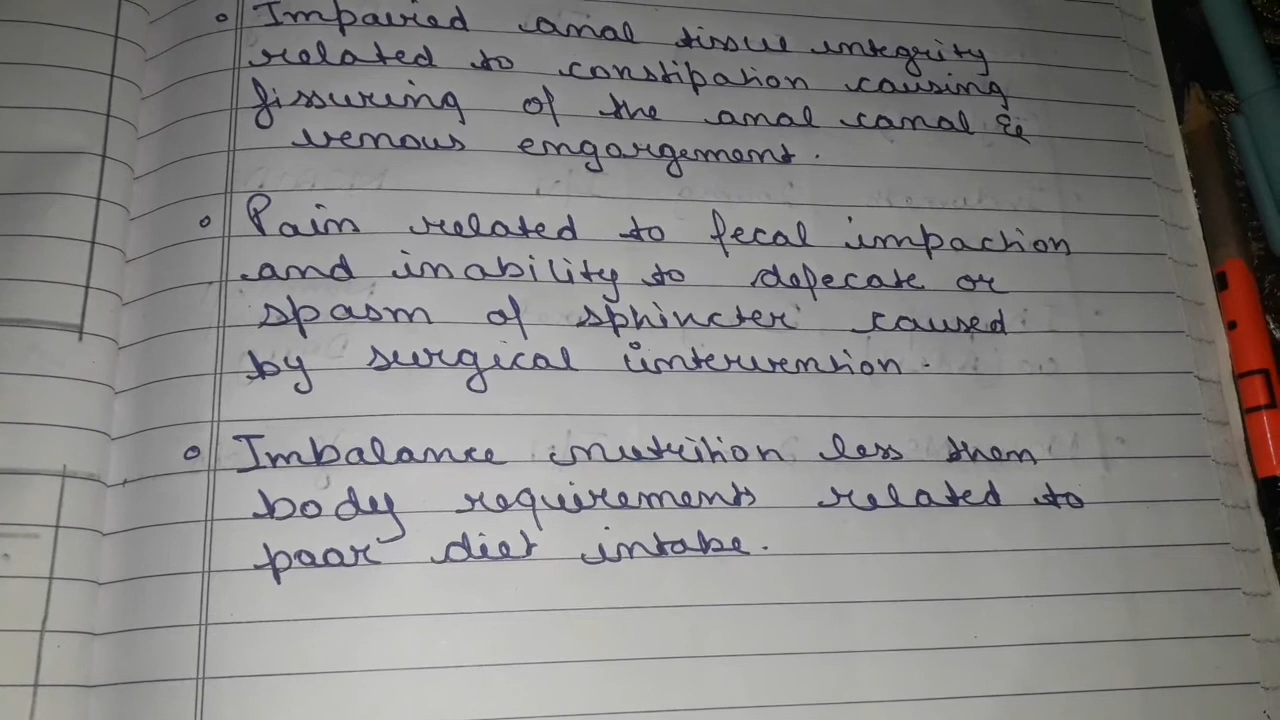 • Impaired anal tissue integrity
related to constipation causing
fissuring of the anal canal &
venous engorgement.
• Pain related to fecal impaction
and inability to defecate or
spasm of sphincter caused
by surgical intervention.
• Imbalance nutrition less then
body requirements related to
poor diet intake.